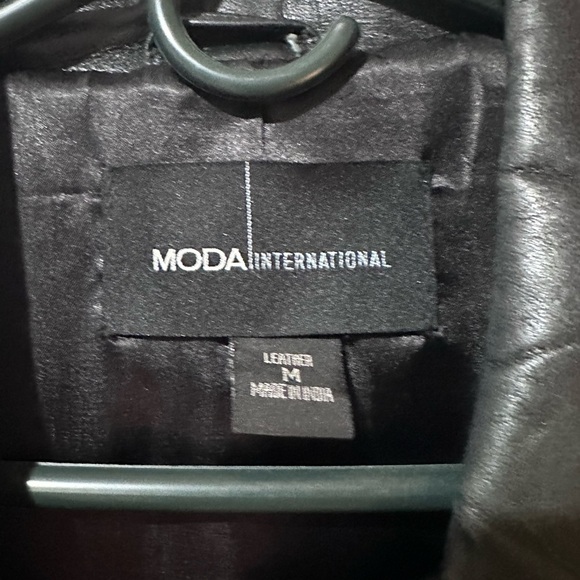 MODA INTERNATIONAL
LEATHER
M
MADE IN INDIA